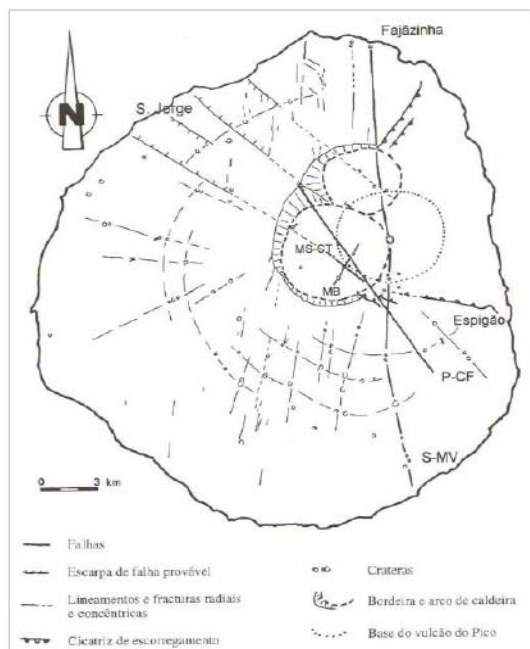 Fajãzinha
N
S. Jorge
MS-CT
MB
Espigão
P-CF
S-MV
0 3 km
Falhas
Escarpa de falha provável
Lineamentos e fracturas radiais
e concêntricas
Cicatriz de escorregamento
Crateras
Bordeira e arco de caldeira
Base do vulcão do Pico